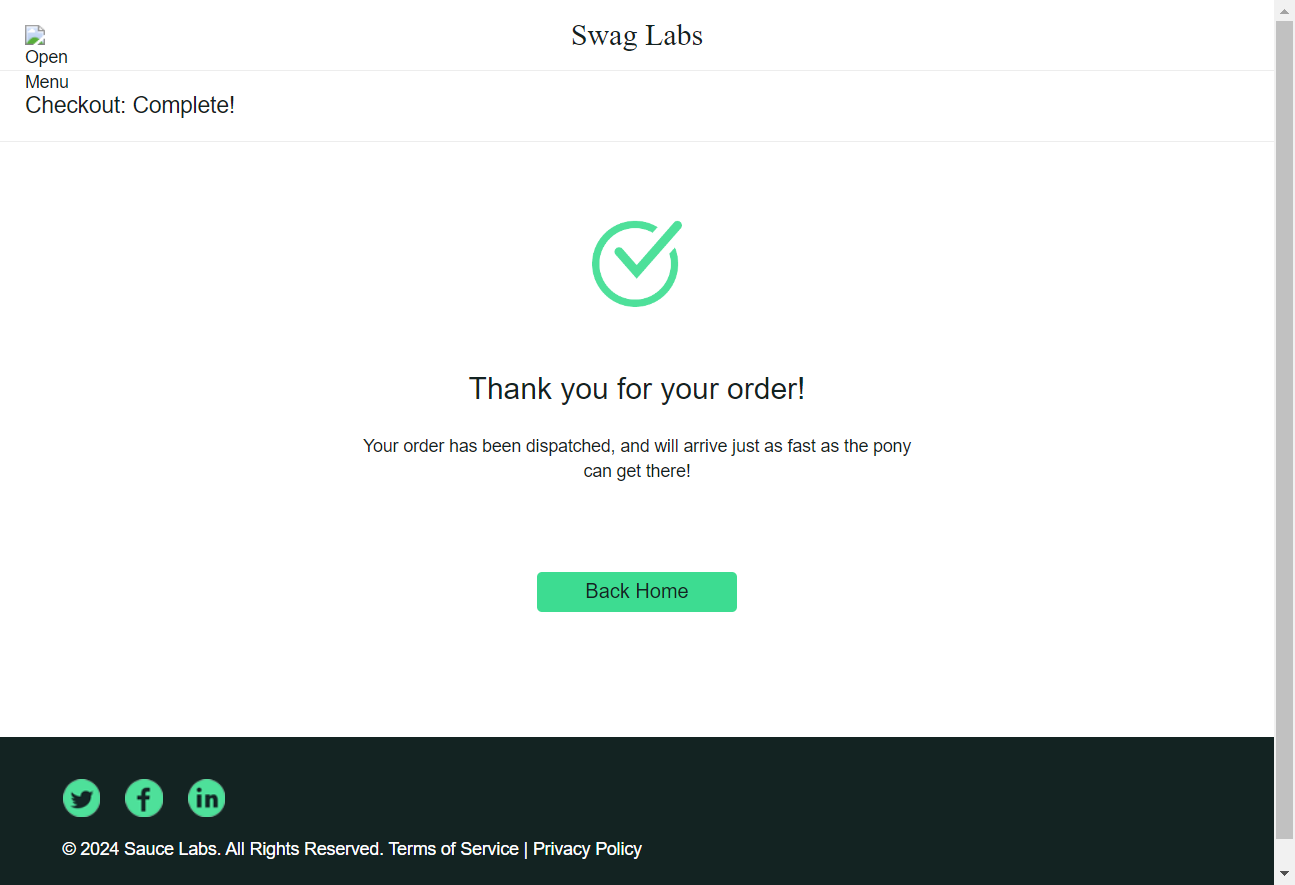 Swag Labs
Open
Menu
Checkout: Complete!
Thank you for your order!
Your order has been dispatched, and will arrive just as fast as the pony
can get there!
Back Home
© 2024 Sauce Labs. All Rights Reserved. Terms of Service | Privacy Policy